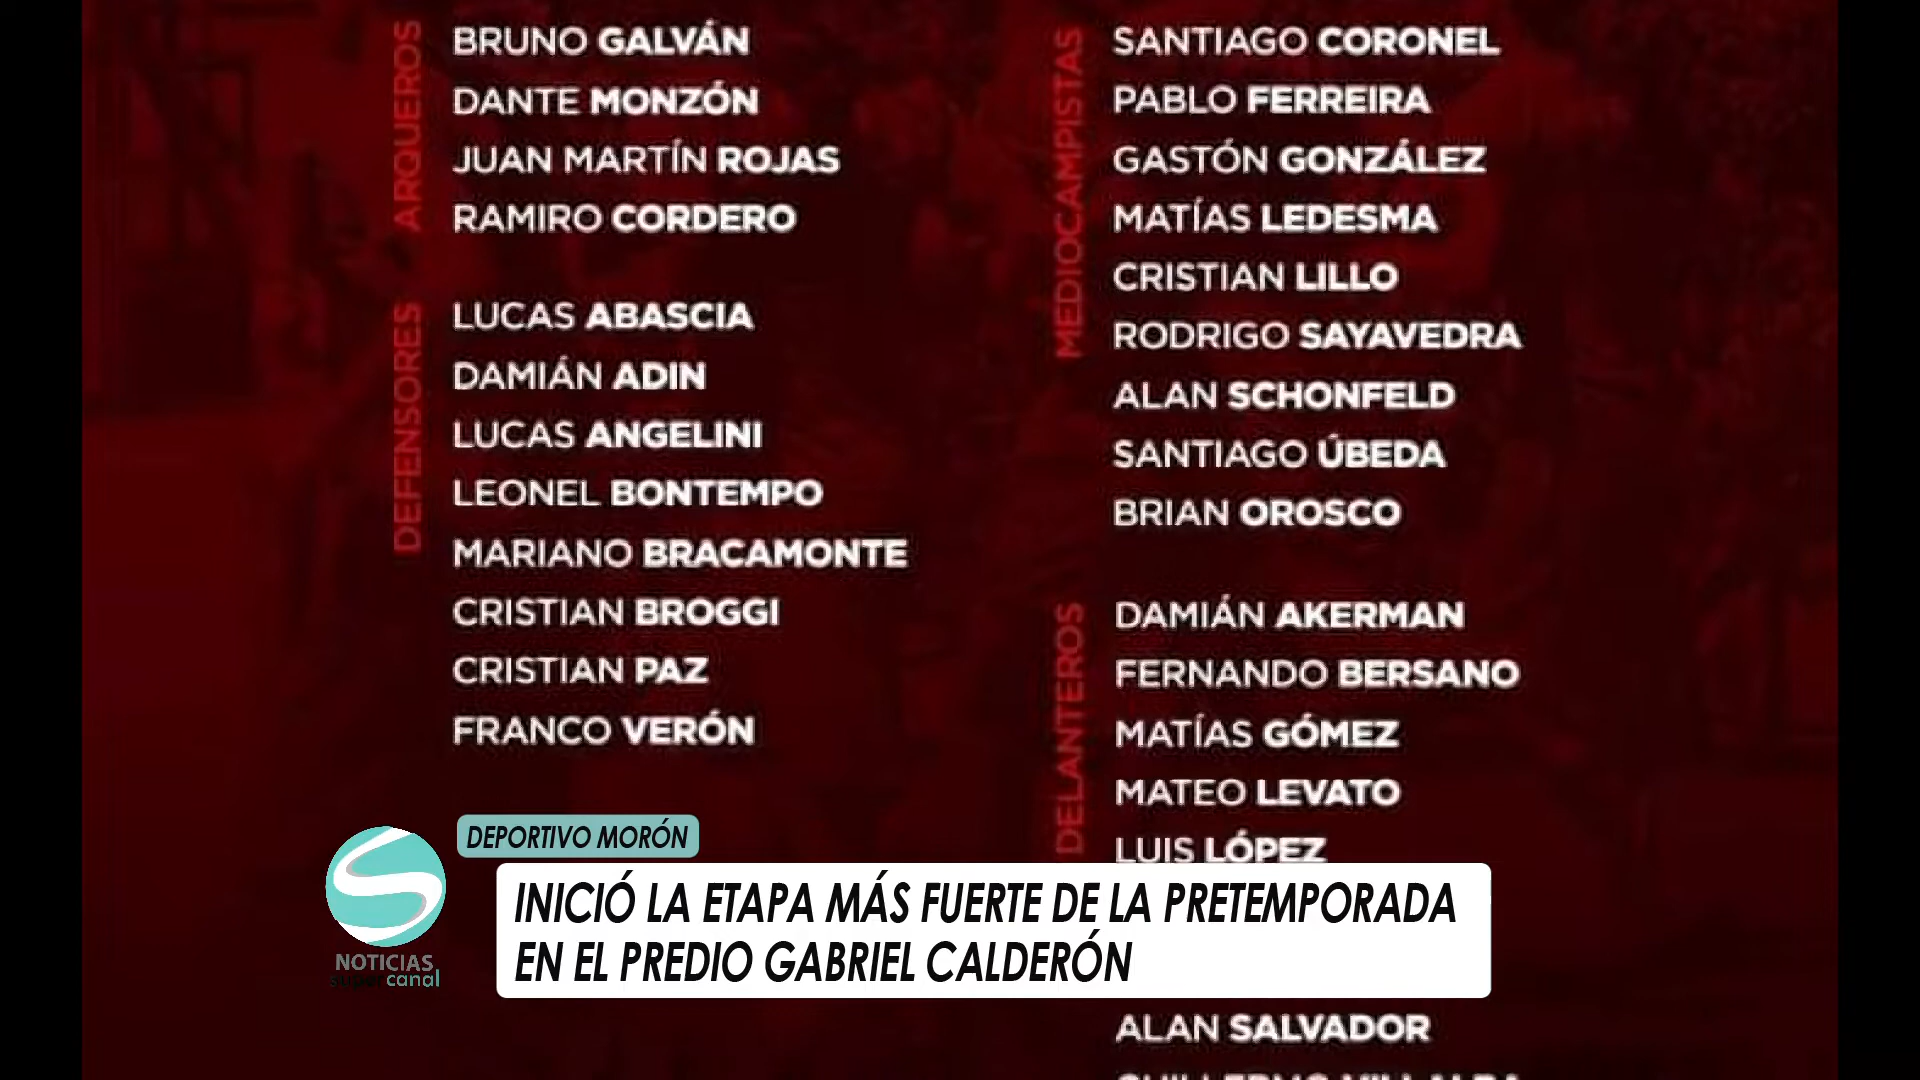 ARQUEROS
BRUNO GALVÁN
DANTE MONZÓN
JUAN MARTÍN ROJAS
RAMIRO CORDERO
DEFENSORES
LUCAS ABASCIA
DAMIÁN ADIN
LUCAS ANGELINI
LEONEL BONTEMPO
MARIANO BRACAMONTE
CRISTIAN BROGGI
CRISTIAN PAZ
FRANCO VERÓN
MEDIOCAMPISTAS
SANTIAGO CORONEL
PABLO FERREIRA
GASTÓN GONZÁLEZ
MATÍAS LEDESMA
CRISTIAN LILLO
RODRIGO SAYAVEDRA
ALAN SCHONFELD
SANTIAGO ÚBEDA
BRIAN OROSCO
DELANTEROS
DAMIÁN AKERMAN
FERNANDO BERSANO
MATÍAS GÓMEZ
MATEO LEVATO
LUIS LÓPEZ
ALAN SALVADOR
DEPORTIVO MORÓN
INICIÓ LA ETAPA MÁS FUERTE DE LA PRETEMPORADA
EN EL PREDIO GABRIEL CALDERÓN
NOTICIAS
supercanal